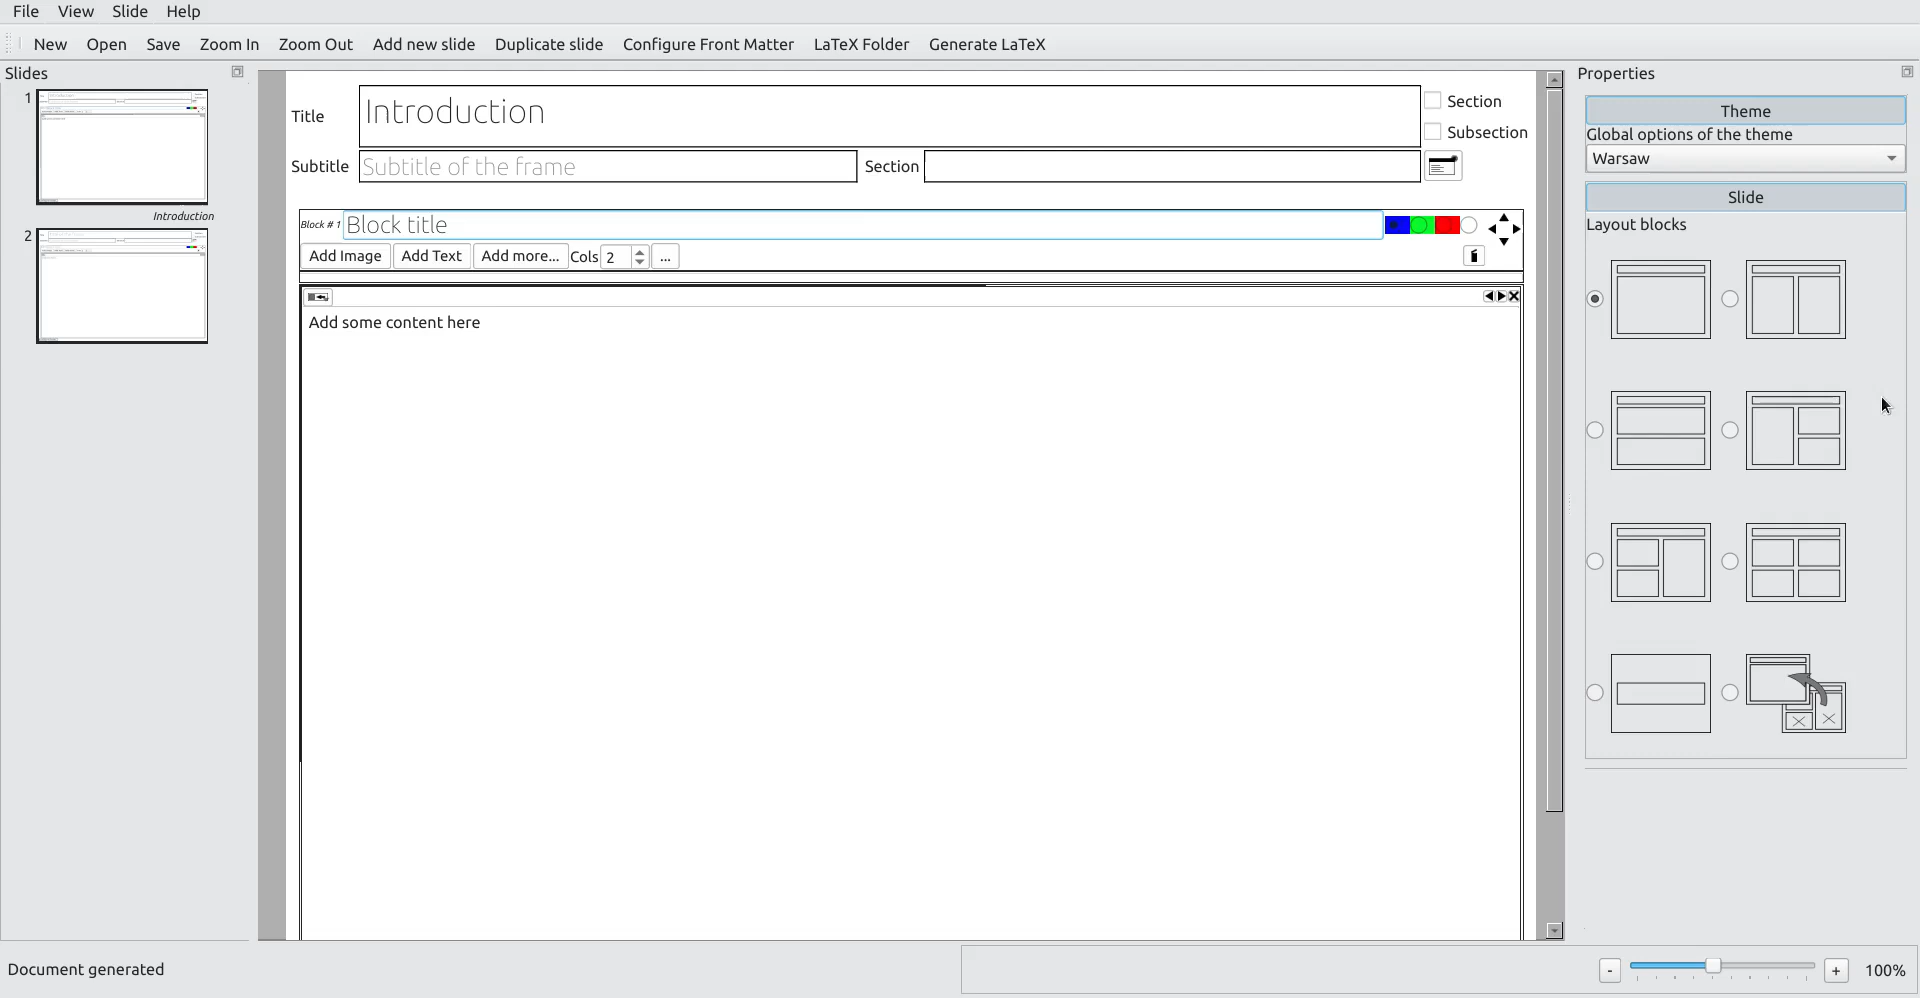 File View Slide Help
New Open Save Zoom In Zoom Out Add new slide Duplicate slide Configure Front Matter LaTeX Folder Generate LaTeX
Slides
1
Introduction
2
Title Introduction
Section
Subsection
Subtitle Subtitle of the frame Section
Block # 1 Block title
Add Image Add Text Add more... Cols 2 ...
Add some content here
Properties
Theme
Global options of the theme
Warsaw
Slide
Layout blocks
Document generated
- + 100%